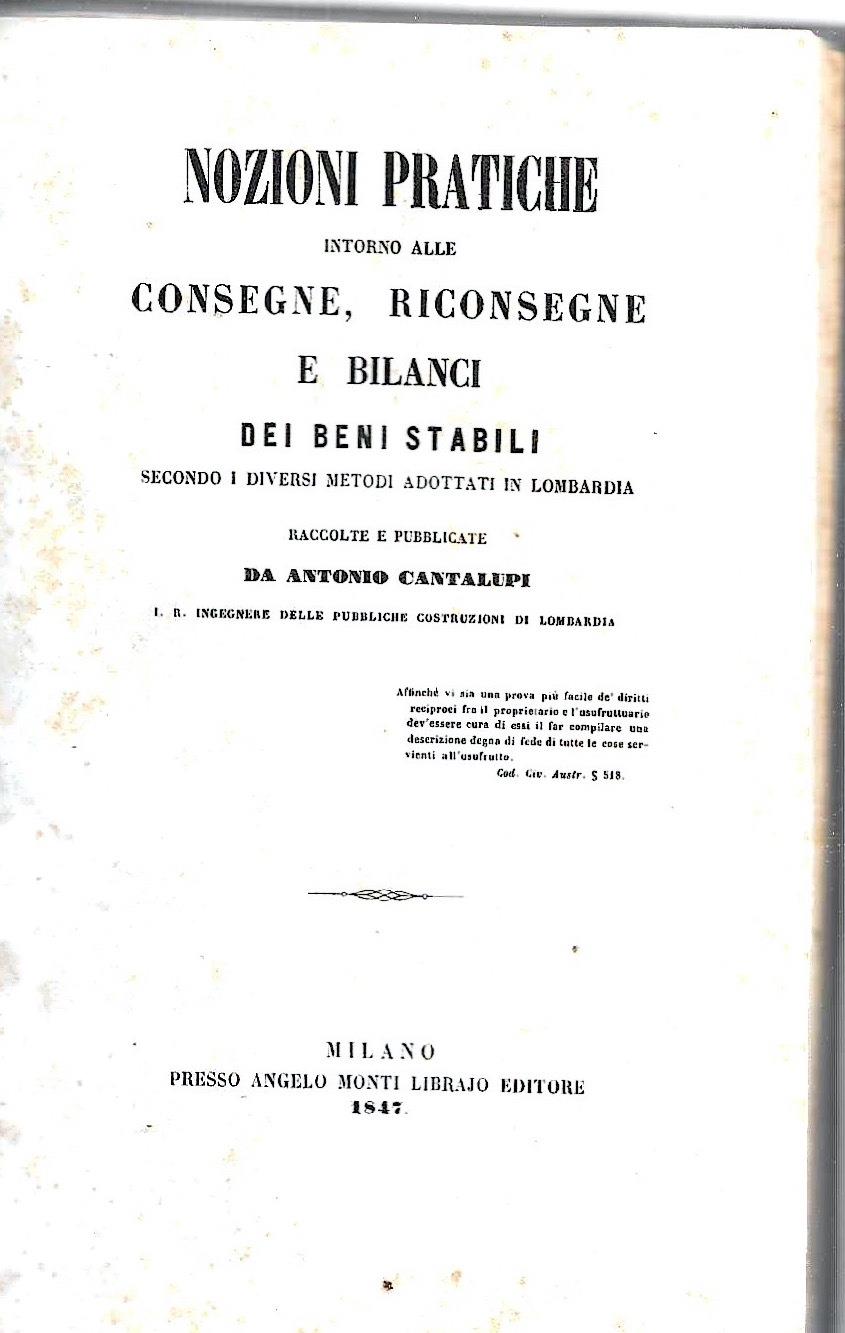 NOZIONI PRATICHE
INTORNO ALLE
CONSEGNE, RICONSEGNE
E BILANCI
DEI BENI STABILI
SECONDO I DIVERSI METODI ADOTTATI IN LOMBARDIA
RACCOLTE E PUBBLICATE
DA ANTONIO CANTALUPI
I. R. INGEGNERE DELLE PUBBLICHE COSTRUZIONI DI LOMBARDIA
Affinchè vi sia una prova più facile de' diritti
reciproci fra il proprietario e l'usufruttuario
dev'essere cura di essi il far compilare una
descrizione degna di fede di tutte le cose ser-
vienti all'usufrutto.
Cod. Civ. Austr. § 518.
MILANO
PRESSO ANGELO MONTI LIBRAJO EDITORE
1847.